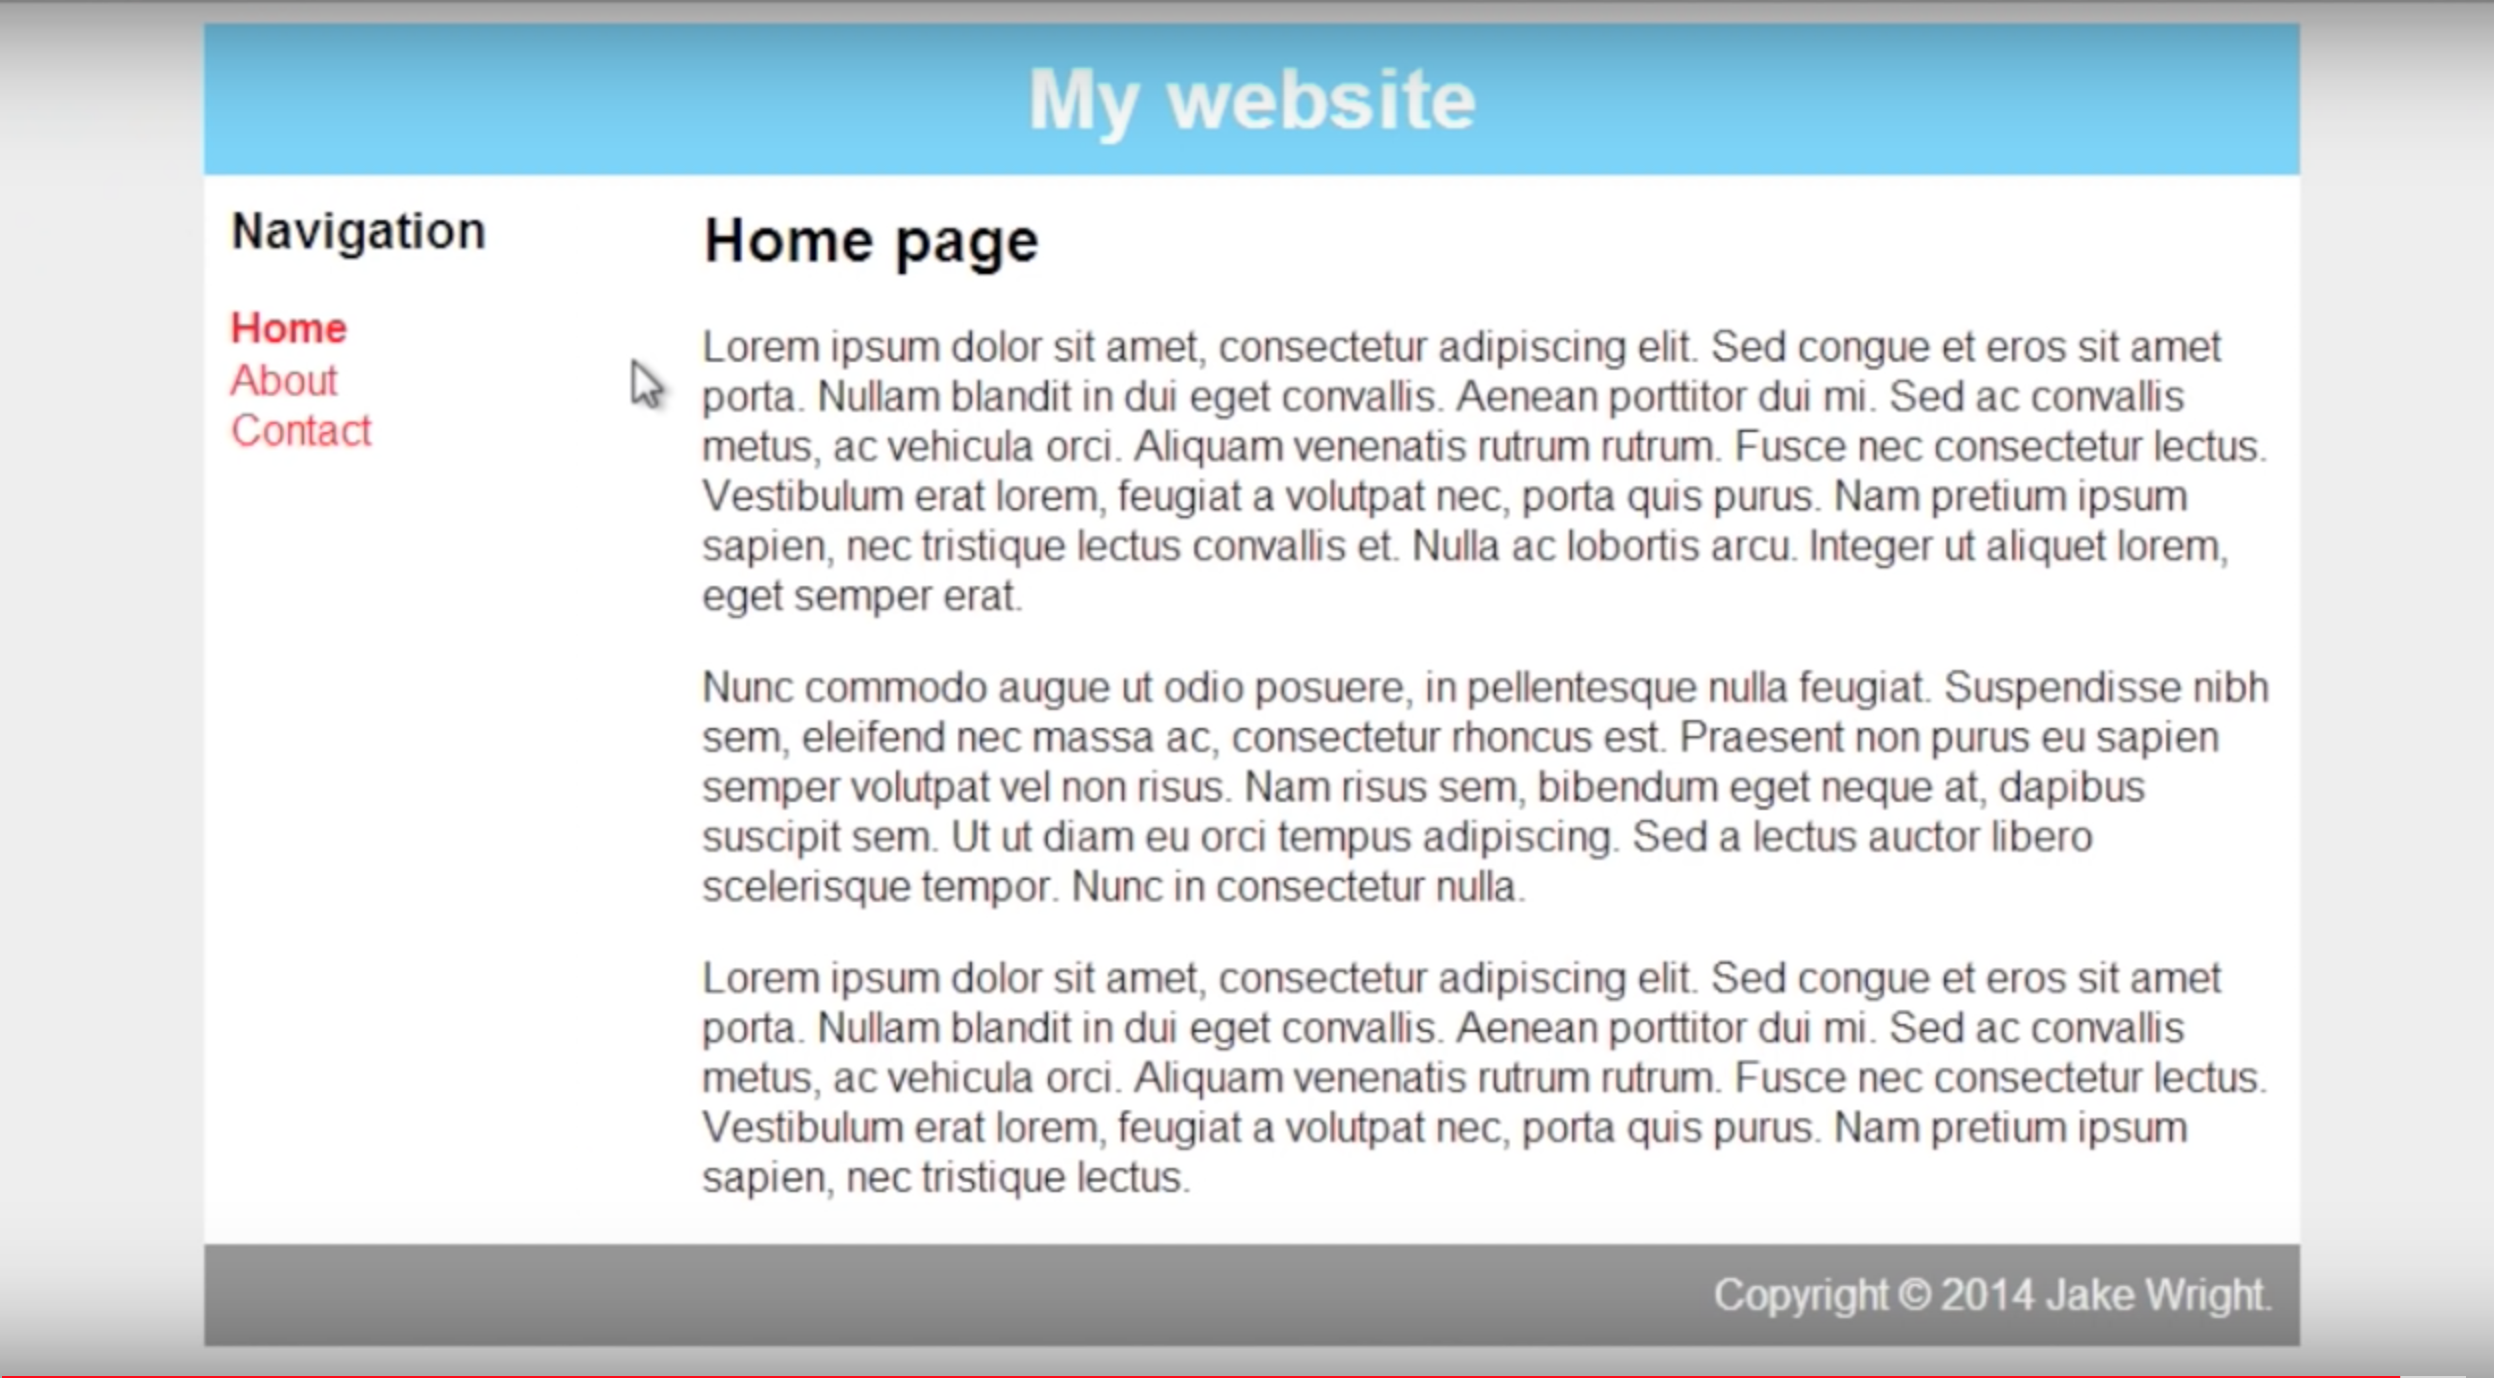 My website
Navigation
Home
About
Contact
Home page
Lorem ipsum dolor sit amet, consectetur adipiscing elit. Sed congue et eros sit amet
porta. Nullam blandit in dui eget convallis. Aenean porttitor dui mi. Sed ac convallis
metus, ac vehicula orci. Aliquam venenatis rutrum rutrum. Fusce nec consectetur lectus.
Vestibulum erat lorem, feugiat a volutpat nec, porta quis purus. Nam pretium ipsum
sapien, nec tristique lectus convallis et. Nulla ac lobortis arcu. Integer ut aliquet lorem,
eget semper erat.
Nunc commodo augue ut odio posuere, in pellentesque nulla feugiat. Suspendisse nibh
sem, eleifend nec massa ac, consectetur rhoncus est. Praesent non purus eu sapien
semper volutpat vel non risus. Nam risus sem, bibendum eget neque at, dapibus
suscipit sem. Ut ut diam eu orci tempus adipiscing. Sed a lectus auctor libero
scelerisque tempor. Nunc in consectetur nulla.
Lorem ipsum dolor sit amet, consectetur adipiscing elit. Sed congue et eros sit amet
porta. Nullam blandit in dui eget convallis. Aenean porttitor dui mi. Sed ac convallis
metus, ac vehicula orci. Aliquam venenatis rutrum rutrum. Fusce nec consectetur lectus.
Vestibulum erat lorem, feugiat a volutpat nec, porta quis purus. Nam pretium ipsum
sapien, nec tristique lectus.
Copyright © 2014 Jake Wright.